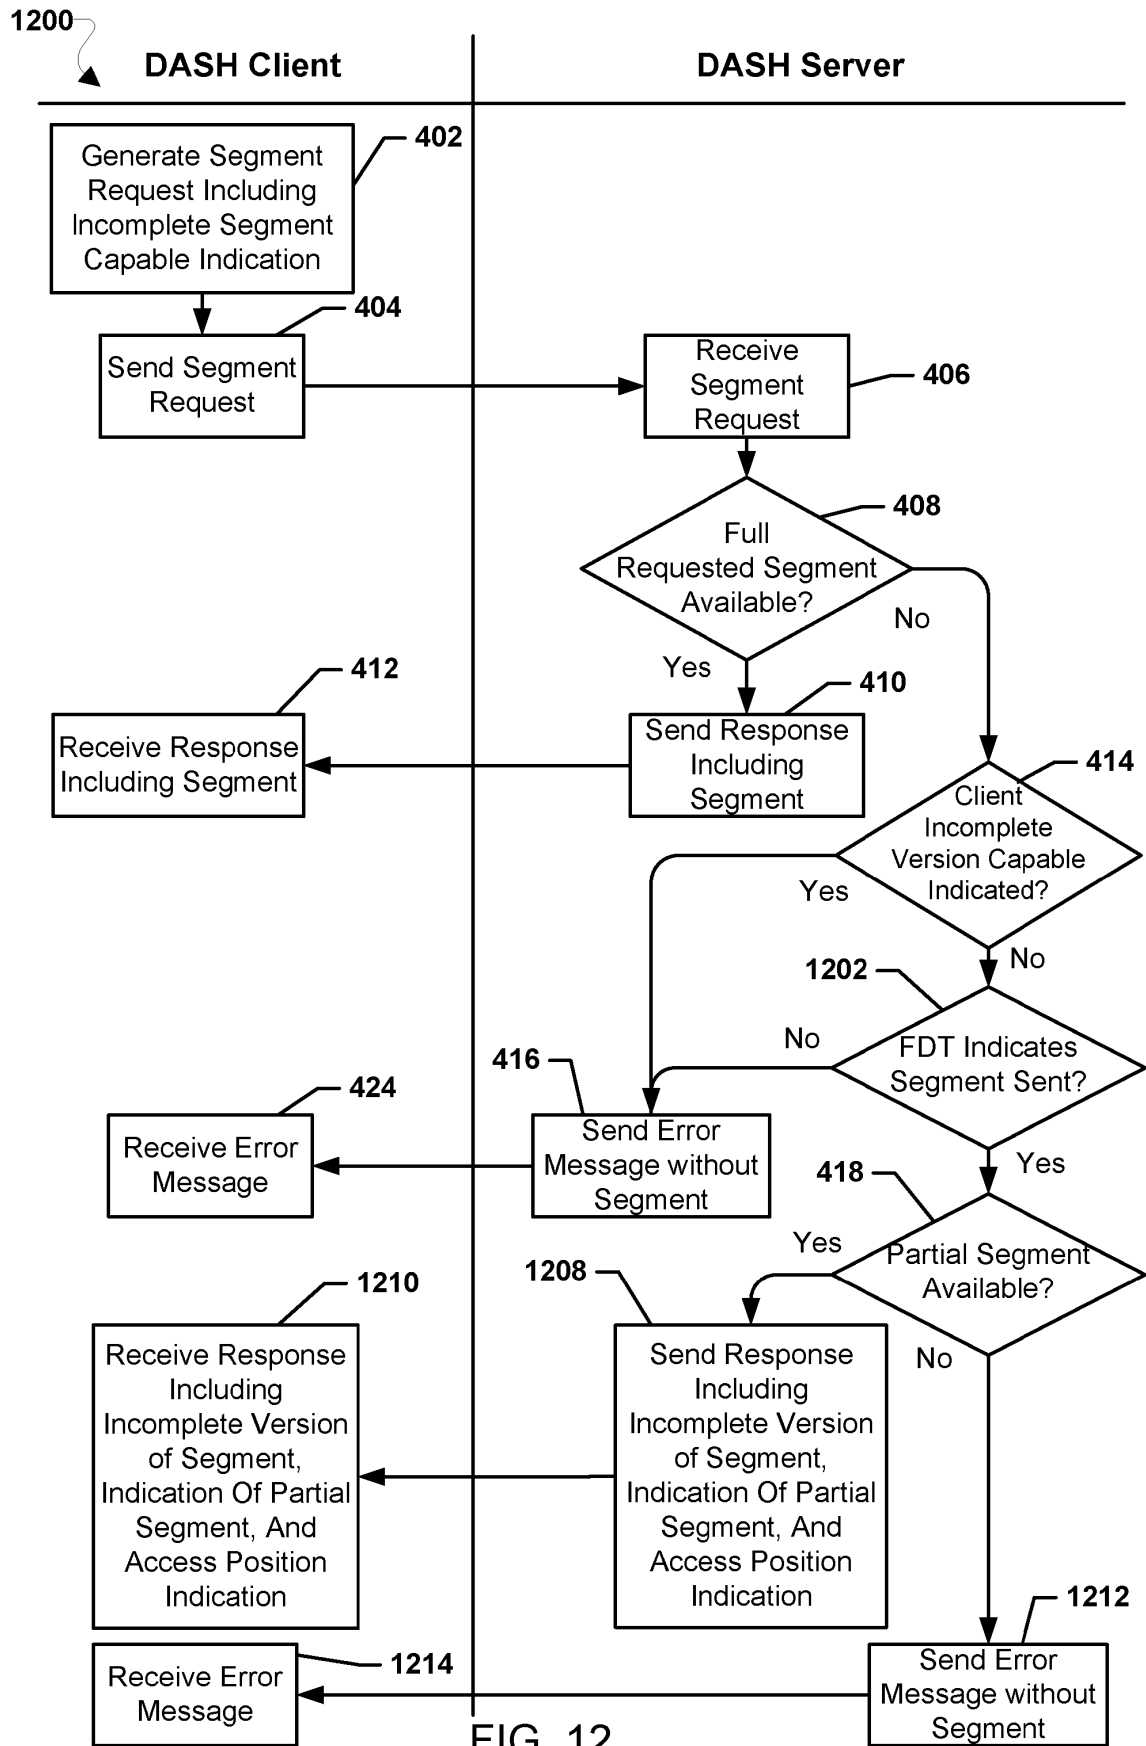 1200
DASH Client
DASH Server
Generate Segment
Request Including
Incomplete Segment
Capable Indication
402
404
Send Segment
Request
Receive
Segment
Request
406
Full
Requested Segment
Available?
408
No
Yes
410
Send Response
Including
Segment
412
Receive Response
Including Segment
414
Client
Incomplete
Version Capable
Indicated?
Yes
No
1202
FDT Indicates
Segment Sent?
No
Yes
416
Send Error
Message without
Segment
424
Receive Error
Message
418
Partial Segment
Available?
Yes
No
1208
Send Response
Including
Incomplete Version
of Segment,
Indication Of Partial
Segment, And
Access Position
Indication
1210
Receive Response
Including
Incomplete Version
of Segment,
Indication Of Partial
Segment, And
Access Position
Indication
1212
Send Error
Message without
Segment
1214
Receive Error
Message
FIG. 12